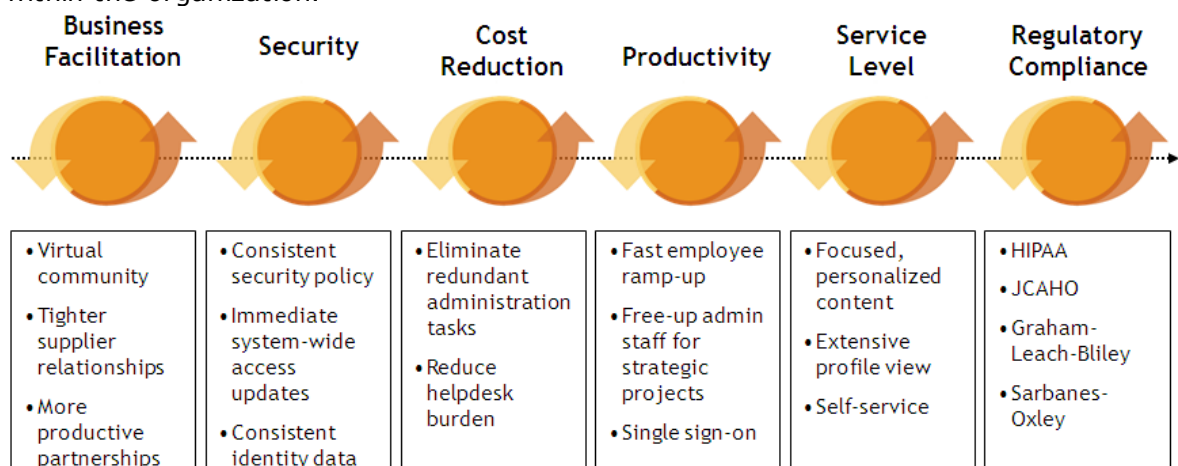 within the organization.
Business
Facilitation
Security
Cost
Reduction
Productivity
Service
Level
Regulatory
Compliance
• Virtual
community
• Tighter
supplier
relationships
• More
productive
partnerships
• Consistent
security policy
• Immediate
system-wide
access
updates
• Consistent
identity data
• Eliminate
redundant
administration
tasks
• Reduce
helpdesk
burden
• Fast employee
ramp-up
• Free-up admin
staff for
strategic
projects
• Single sign-on
• Focused,
personalized
content
• Extensive
profile view
• Self-service
• HIPAA
• JCAHO
• Graham-
Leach-Bliley
• Sarbanes-
Oxley